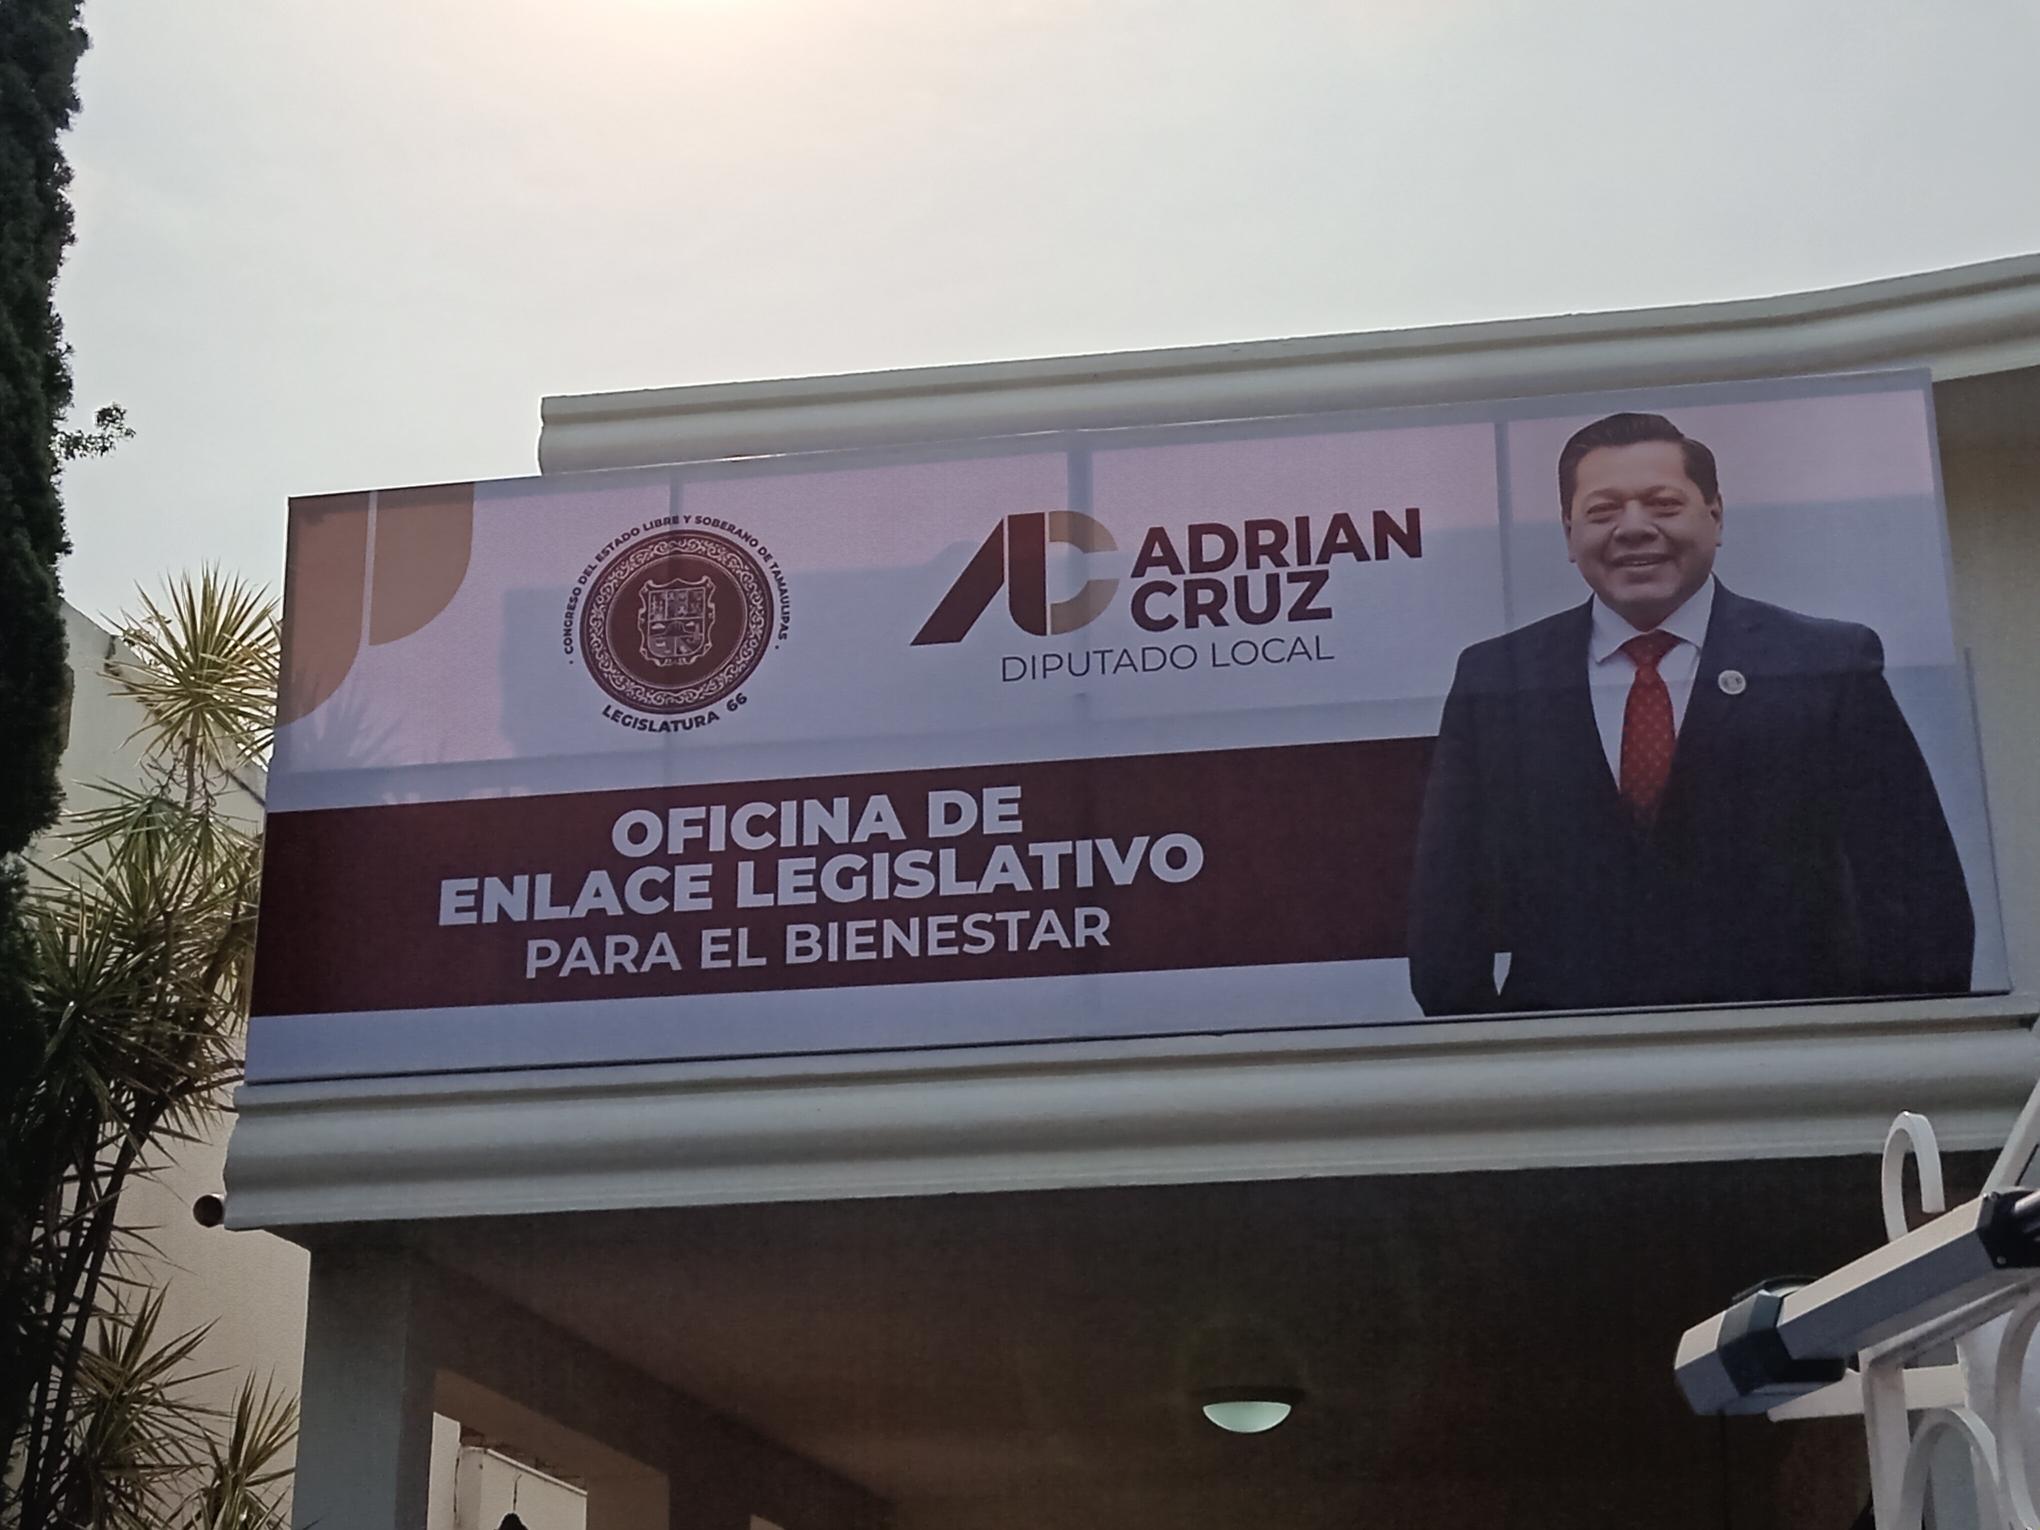 · CONGRESO DEL ESTADO LIBRE Y SOBERANO DE TAMAULIPAS ·
LEGISLATURA 66
AC
ADRIAN
CRUZ
DIPUTADO LOCAL
OFICINA DE
ENLACE LEGISLATIVO
PARA EL BIENESTAR